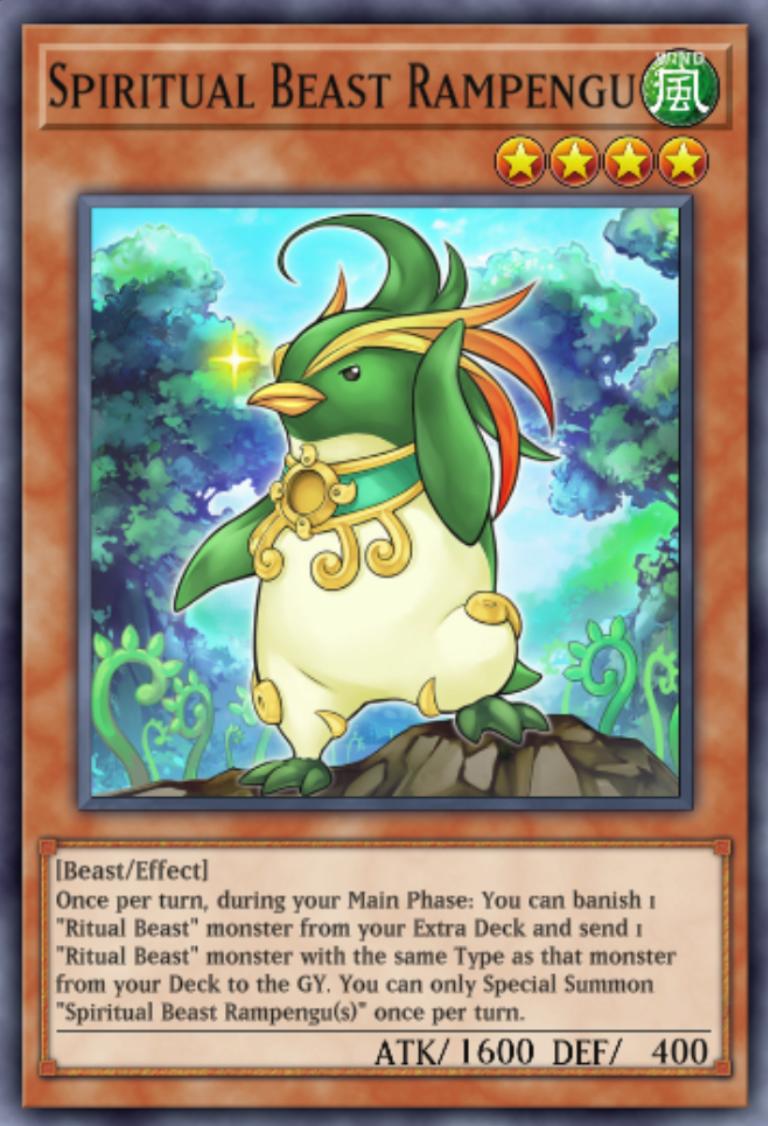 SPIRITUAL BEAST RAMPENGU
WIND
風
[Beast/Effect]
Once per turn, during your Main Phase: You can banish 1
"Ritual Beast" monster from your Extra Deck and send 1
"Ritual Beast" monster with the same Type as that monster
from your Deck to the GY. You can only Special Summon
"Spiritual Beast Rampengu(s)" once per turn.
ATK/ 1600 DEF/ 400